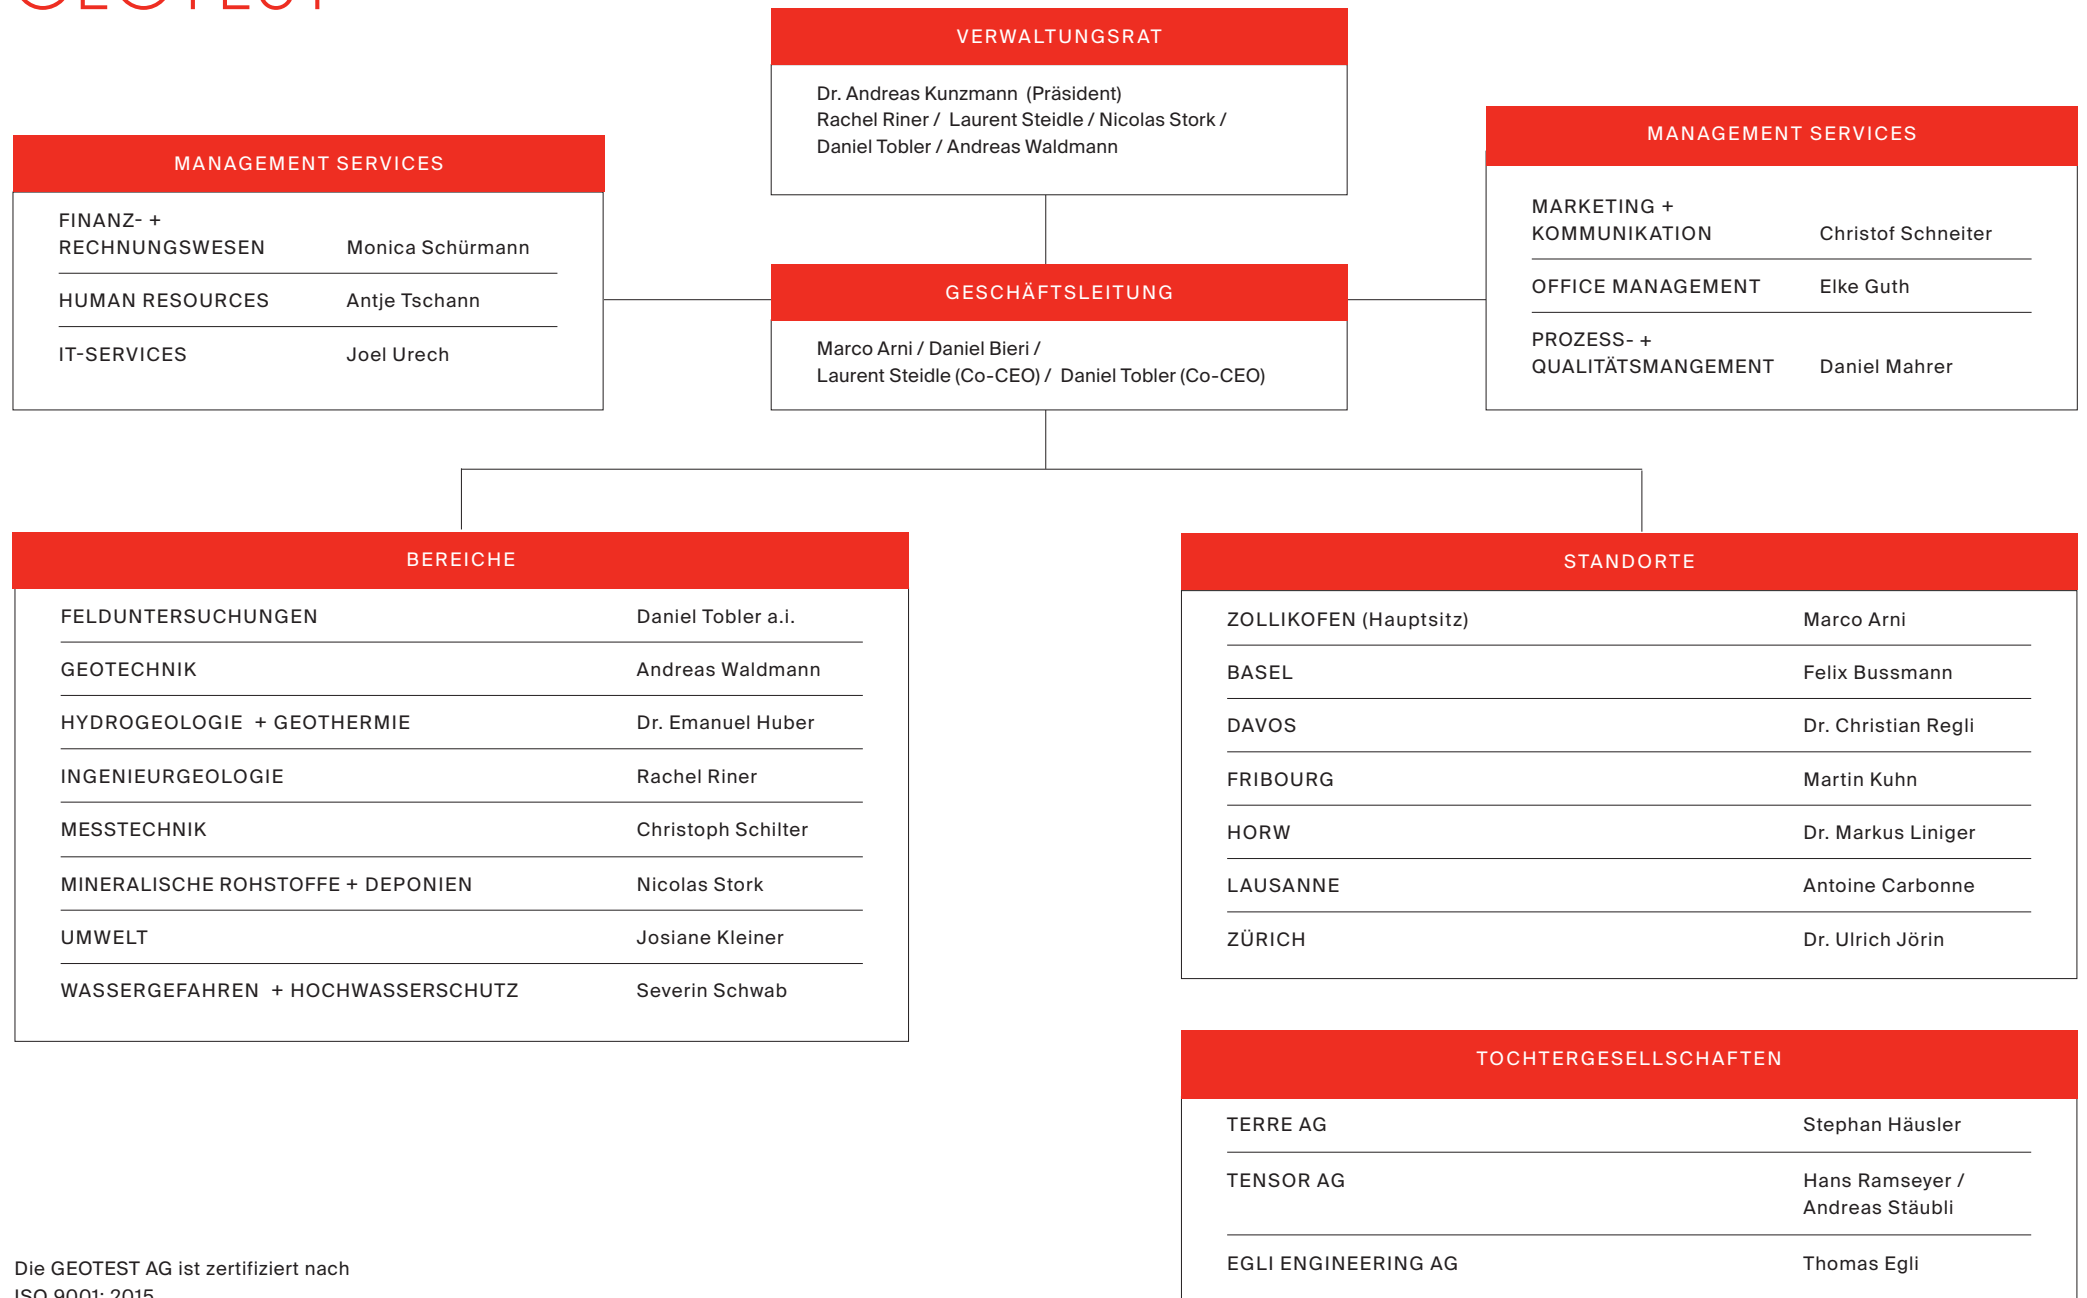 GEOTEST
VERWALTUNGSRAT
Dr. Andreas Kunzmann (Präsident)
Rachel Riner / Laurent Steidle / Nicolas Stork /
Daniel Tobler / Andreas Waldmann
MANAGEMENT SERVICES
FINANZ- +
RECHNUNGSWESEN Monica Schürmann
HUMAN RESOURCES Antje Tschann
IT-SERVICES Joel Urech
GESCHÄFTSLEITUNG
Marco Arni / Daniel Bieri /
Laurent Steidle (Co-CEO) / Daniel Tobler (Co-CEO)
MANAGEMENT SERVICES
MARKETING +
KOMMUNIKATION Christof Schneiter
OFFICE MANAGEMENT Elke Guth
PROZESS- +
QUALITÄTSMANGEMENT Daniel Mahrer
BEREICHE
FELDUNTERSUCHUNGEN Daniel Tobler a.i.
GEOTECHNIK Andreas Waldmann
HYDROGEOLOGIE + GEOTHERMIE Dr. Emanuel Huber
INGENIEURGEOLOGIE Rachel Riner
MESSTECHNIK Christoph Schilter
MINERALISCHE ROHSTOFFE + DEPONIEN Nicolas Stork
UMWELT Josiane Kleiner
WASSERGEFAHREN + HOCHWASSERSCHUTZ Severin Schwab
STANDORTE
ZOLLIKOFEN (Hauptsitz) Marco Arni
BASEL Felix Bussmann
DAVOS Dr. Christian Regli
FRIBOURG Martin Kuhn
HORW Dr. Markus Liniger
LAUSANNE Antoine Carbonne
ZÜRICH Dr. Ulrich Jörin
TOCHTERGESELLSCHAFTEN
TERRE AG Stephan Häusler
TENSOR AG Hans Ramseyer /
Andreas Stäubli
EGLI ENGINEERING AG Thomas Egli
Die GEOTEST AG ist zertifiziert nach
ISO 9001: 2015